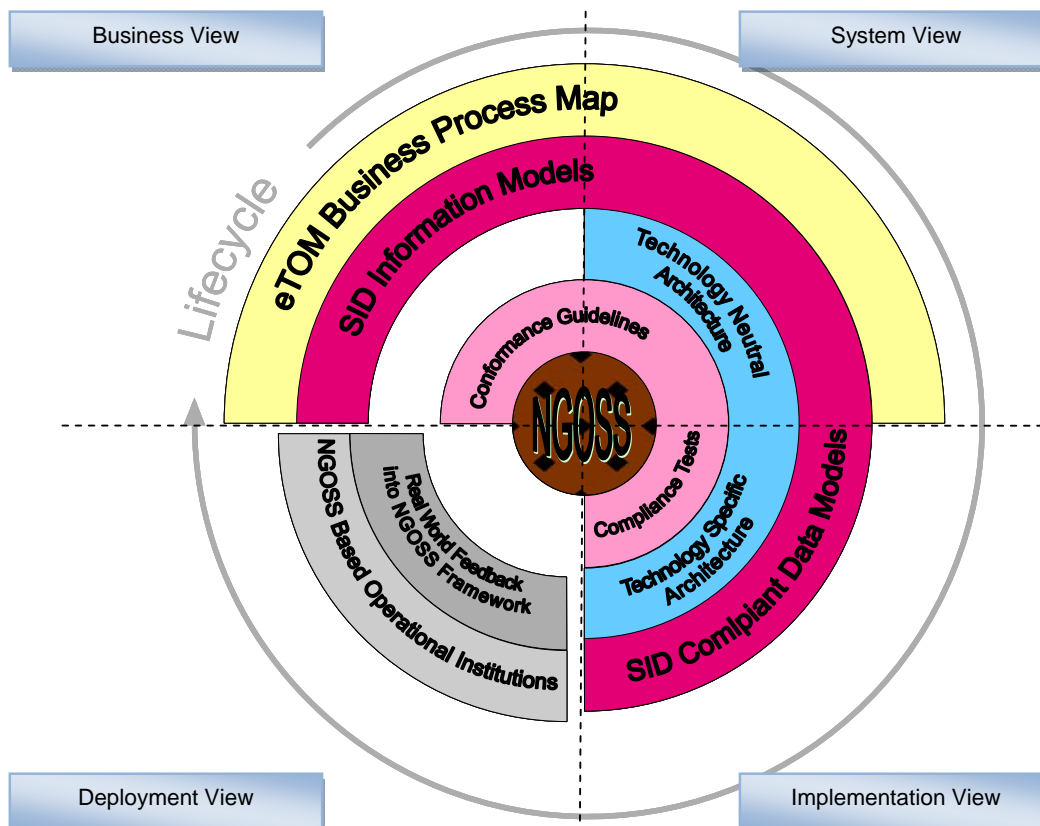 Business View
System View
eTOM Business Process Map
SID Information Models
Lifecycle
Technology Neutral
Architecture
Conformance Guidelines
NGOSS
Compliance Tests
Technology Specific
Architecture
SID Comlpiant Data Models
Real World Feedback
into NGOSS Framework
NGOSS Based Operational Institutions
Deployment View
Implementation View